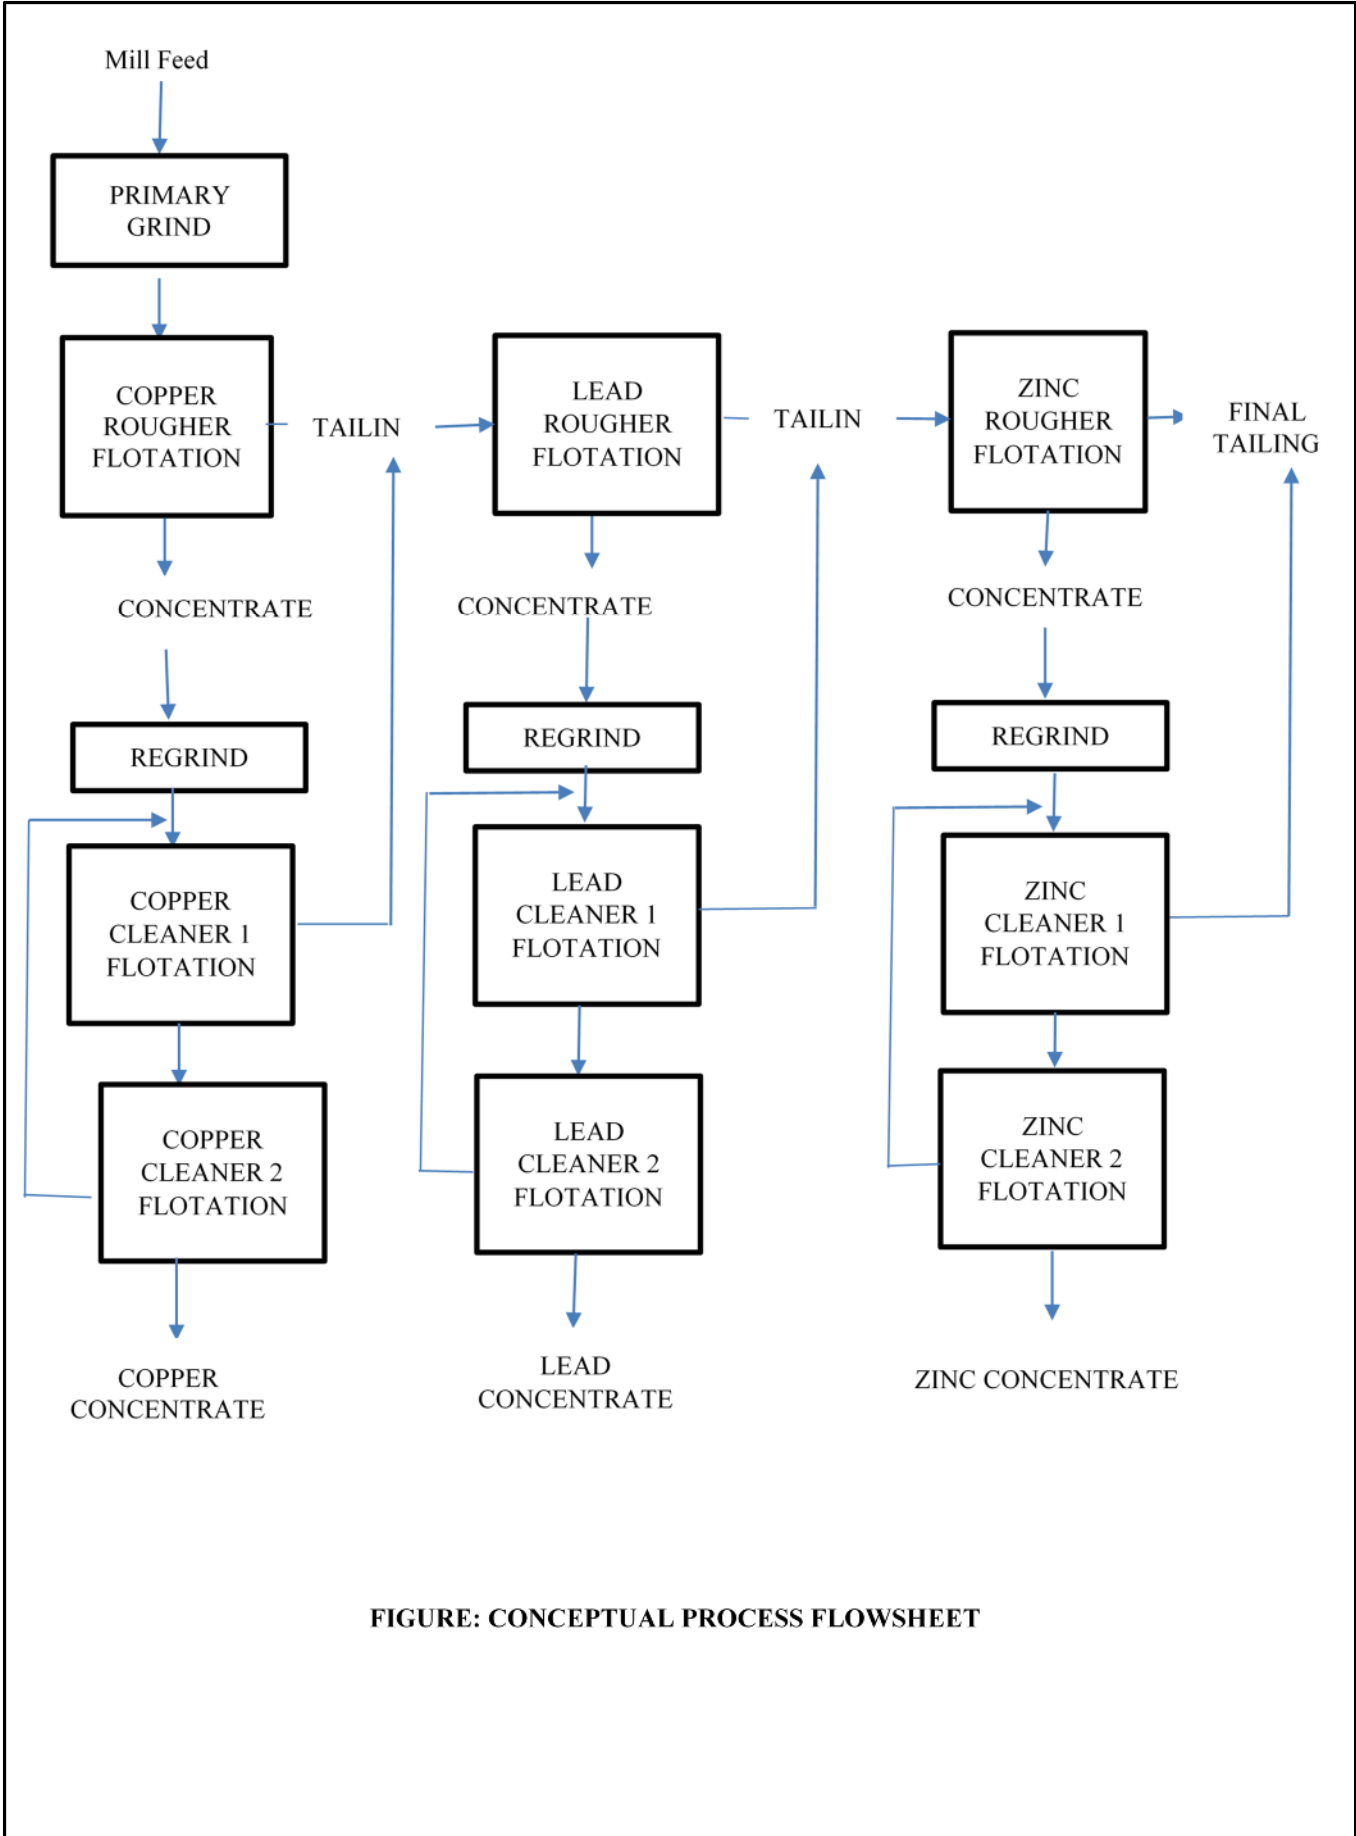 Mill Feed
PRIMARY
GRIND
COPPER
ROUGHER
FLOTATION
TAILIN
LEAD
ROUGHER
FLOTATION
TAILIN
ZINC
ROUGHER
FLOTATION
FINAL
TAILING
CONCENTRATE
CONCENTRATE
CONCENTRATE
REGRIND
REGRIND
REGRIND
COPPER
CLEANER 1
FLOTATION
LEAD
CLEANER 1
FLOTATION
ZINC
CLEANER 1
FLOTATION
COPPER
CLEANER 2
FLOTATION
LEAD
CLEANER 2
FLOTATION
ZINC
CLEANER 2
FLOTATION
COPPER
CONCENTRATE
LEAD
CONCENTRATE
ZINC CONCENTRATE
FIGURE: CONCEPTUAL PROCESS FLOWSHEET